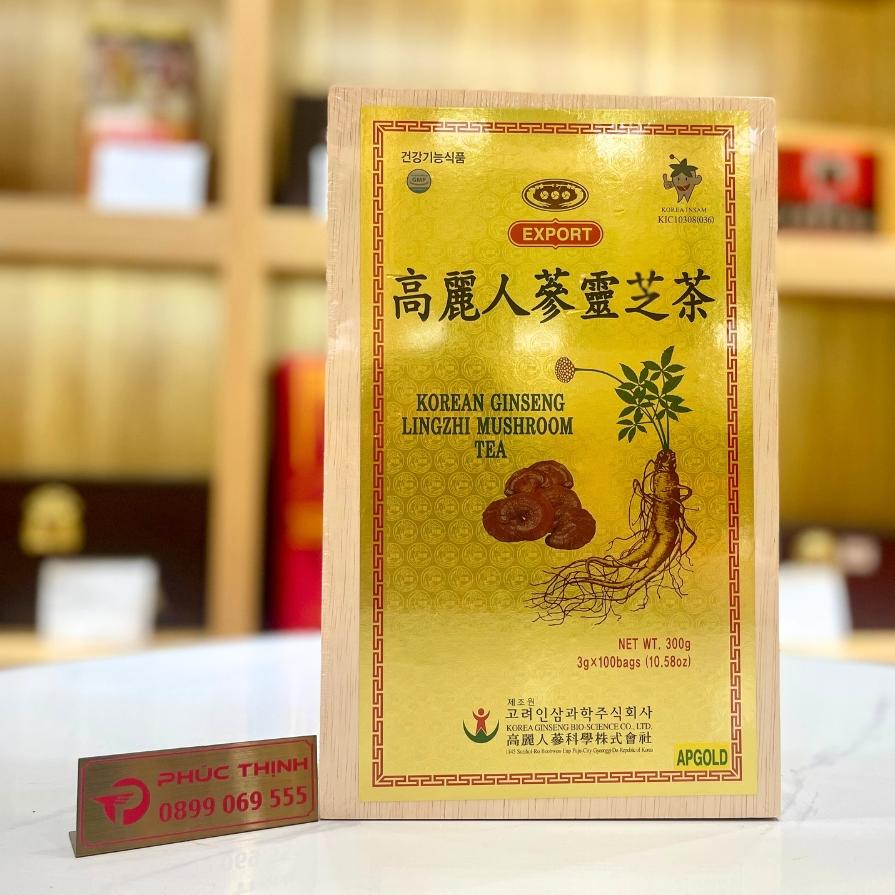 건강기능식품
GMP
KOREA INSAM
KIC10308(036)
EXPORT
高麗人蔘靈芝茶
KOREAN GINSENG
LINGZHI MUSHROOM
TEA
NET WT. 300g
3g×100bags (10.58oz)
제조원
고려인삼과학주식회사
KOREA GINSENG BIO-SCIENCE CO., LTD.
高麗人蔘科學株式會社
APGOLD
PHÚC THỊNH
0899 069 555